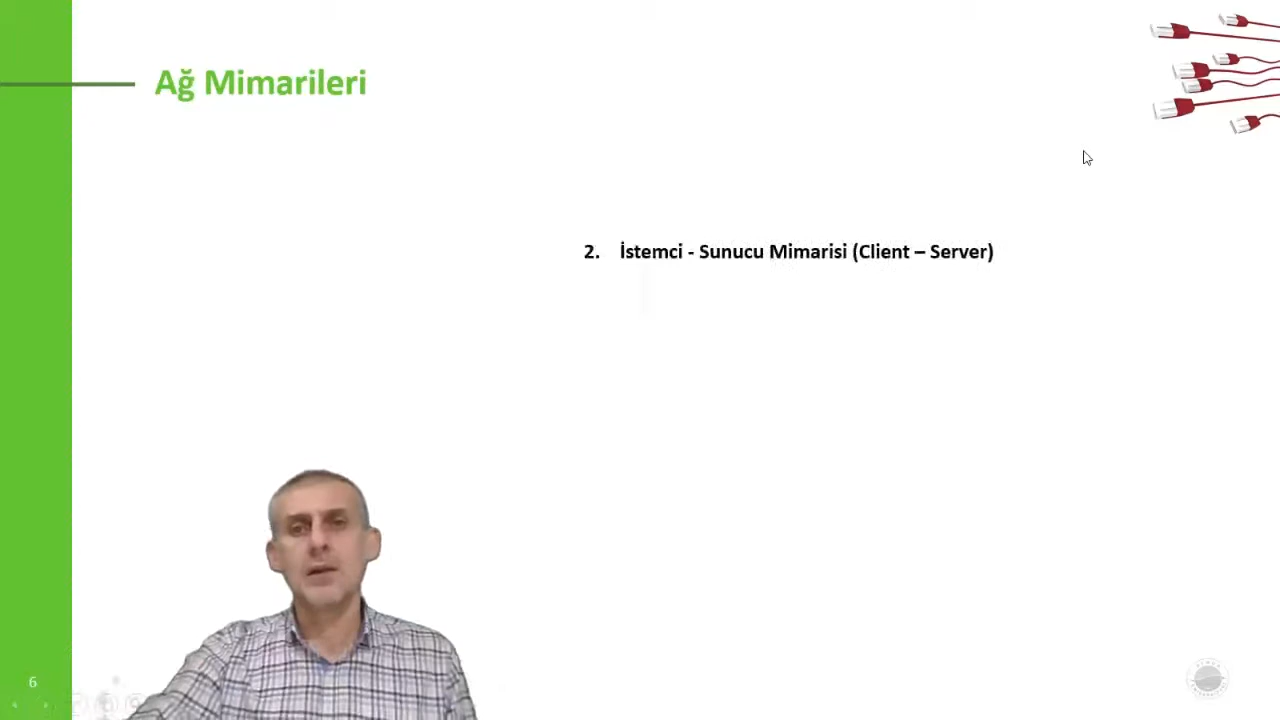 Ağ Mimarileri
2. İstemci - Sunucu Mimarisi (Client – Server)
6